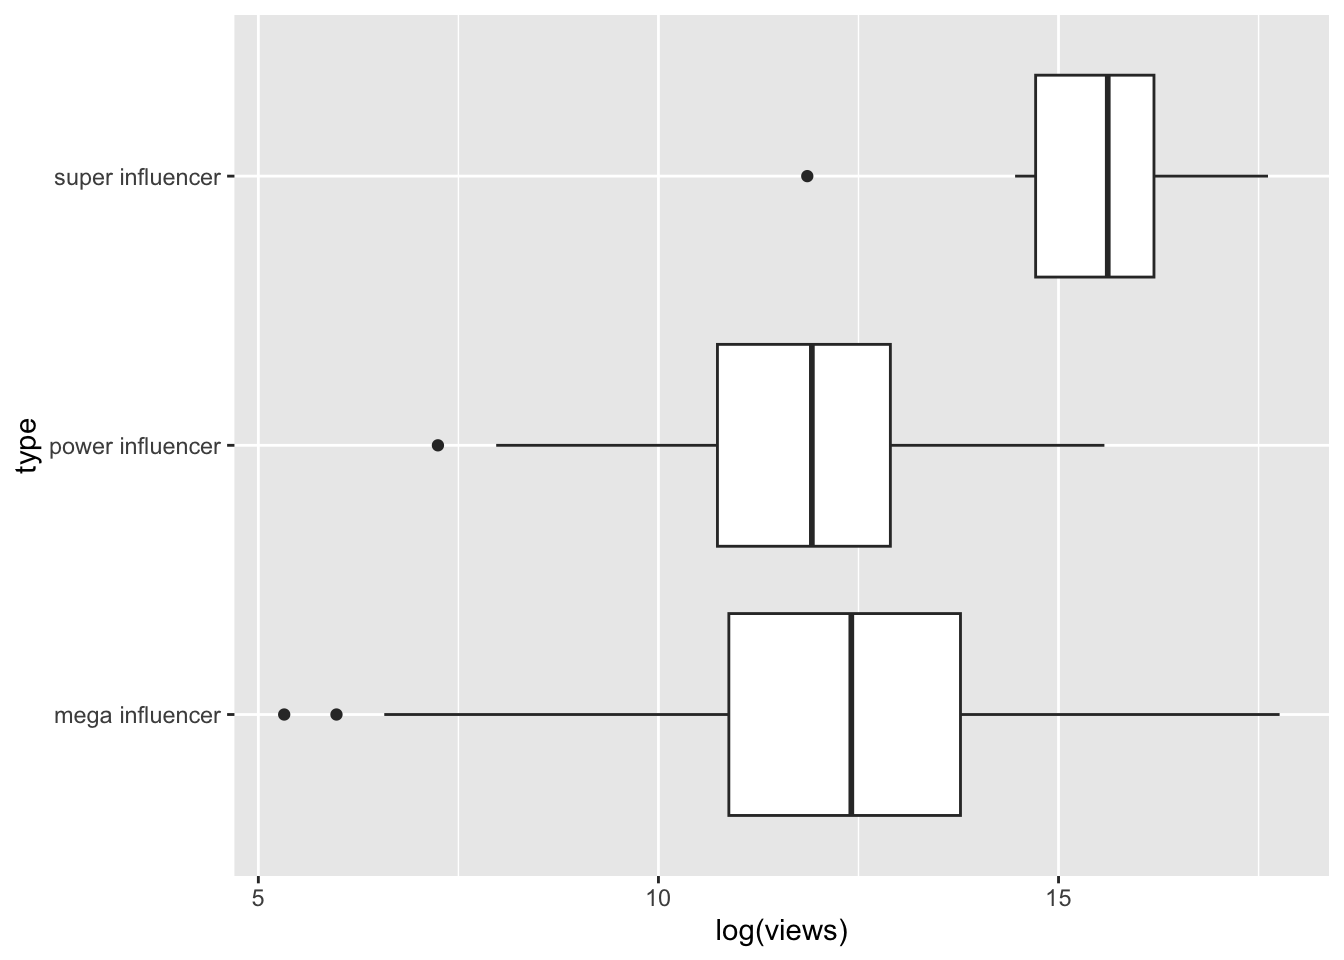 super influencer
power influencer
mega influencer
type
5 10 15
log(views)